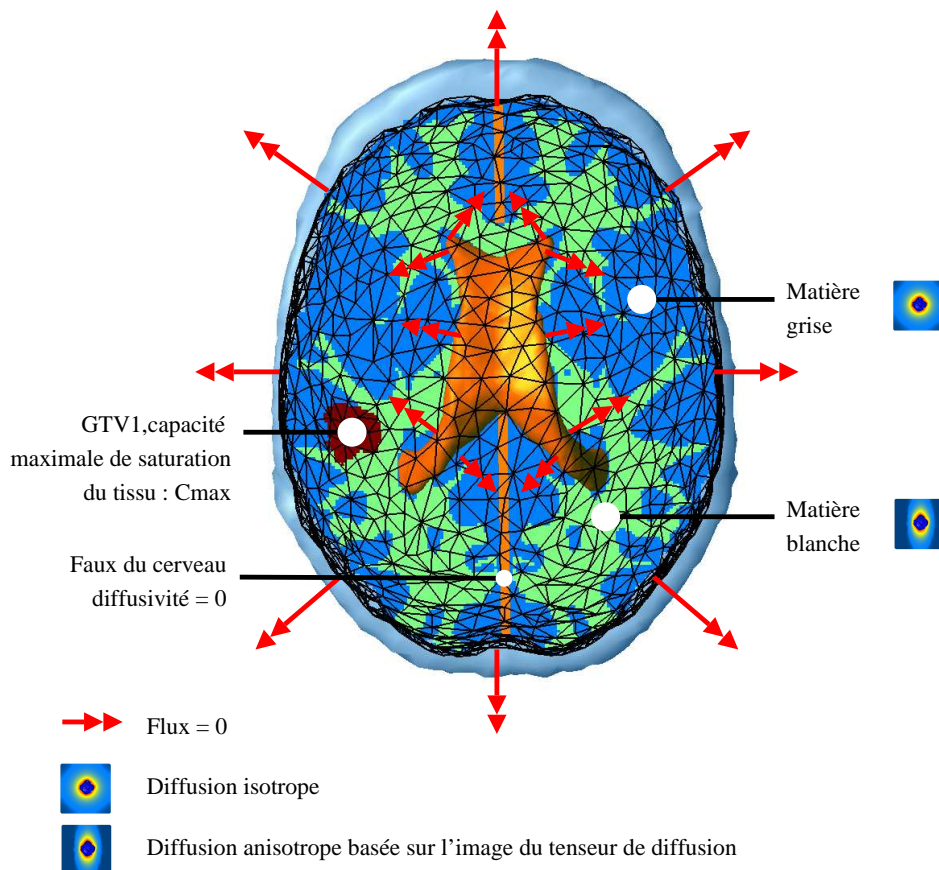 Matière
grise
GTV1,capacité
maximale de saturation
du tissu : Cmax
Matière
blanche
Faux du cerveau
diffusivité = 0
Flux = 0
Diffusion isotrope
Diffusion anisotrope basée sur l’image du tenseur de diffusion